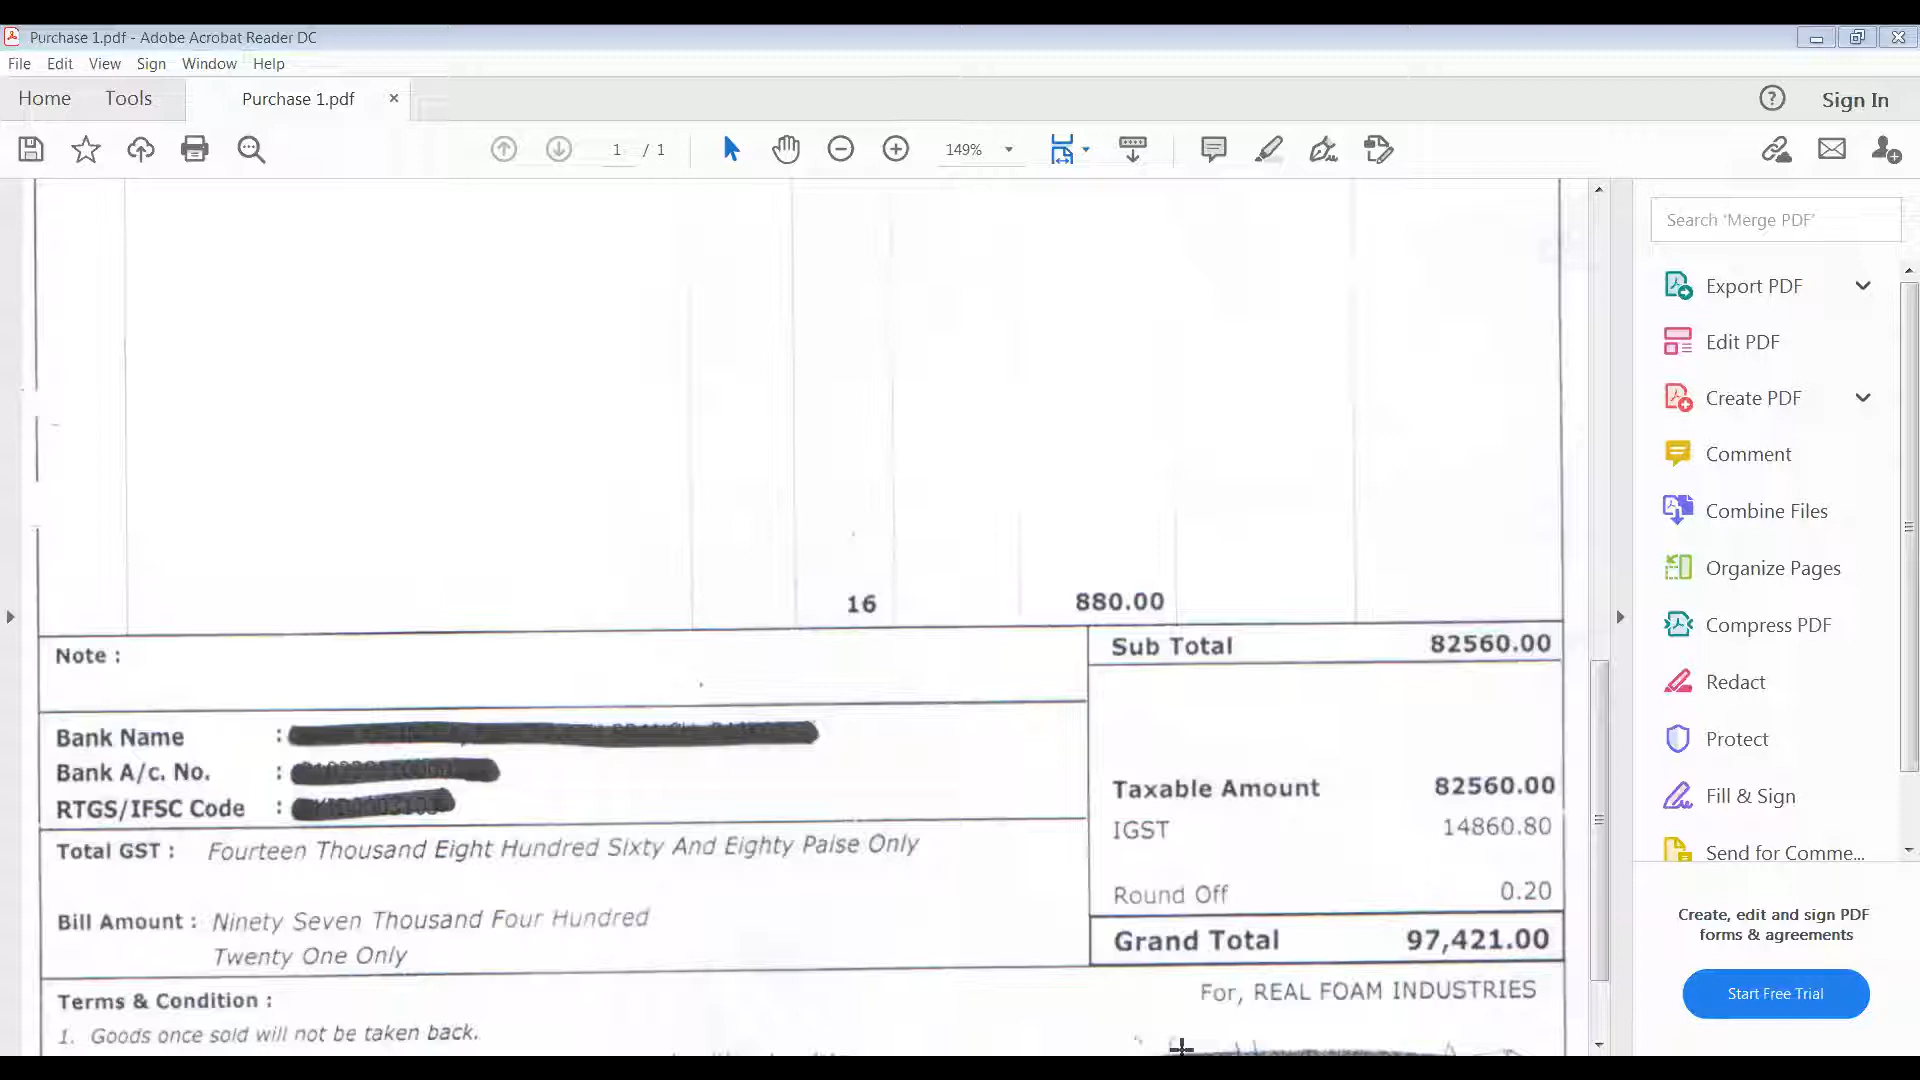 Purchase 1.pdf - Adobe Acrobat Reader DC
File Edit View Sign Window Help
Home Tools Purchase 1.pdf × ? Sign In
1 / 1 149%
Search 'Merge PDF'
Export PDF
Edit PDF
Create PDF
Comment
Combine Files
Organize Pages
Compress PDF
Redact
Protect
Fill & Sign
Send for Comme...
Create, edit and sign PDF
forms & agreements
Start Free Trial
16 880.00
Note :
Sub Total 82560.00
Bank Name :
Bank A/c. No. :
RTGS/IFSC Code :
Taxable Amount 82560.00
IGST 14860.80
Round Off 0.20
Grand Total 97,421.00
Total GST : Fourteen Thousand Eight Hundred Sixty And Eighty Paise Only
Bill Amount : Ninety Seven Thousand Four Hundred
Twenty One Only
Terms & Condition :
1. Goods once sold will not be taken back.
For, REAL FOAM INDUSTRIES